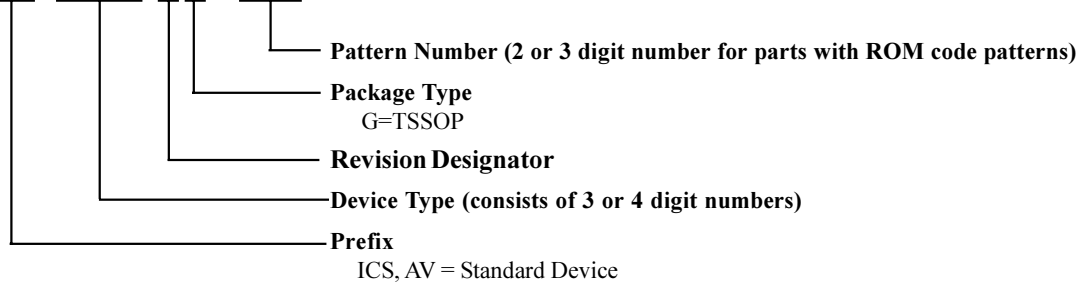 Pattern Number (2 or 3 digit number for parts with ROM code patterns)
Package Type
G=TSSOP
Revision Designator
Device Type (consists of 3 or 4 digit numbers)
Prefix
ICS, AV = Standard Device